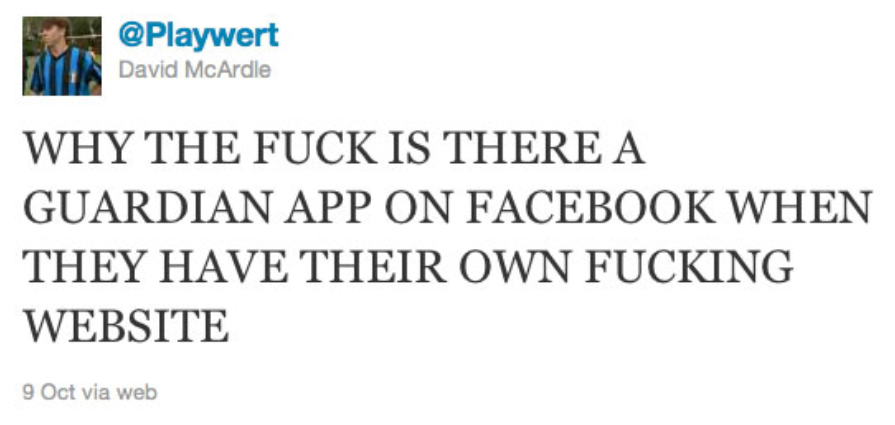 @Playwert
David McArdle
WHY THE FUCK IS THERE A
GUARDIAN APP ON FACEBOOK WHEN
THEY HAVE THEIR OWN FUCKING
WEBSITE
9 Oct via web